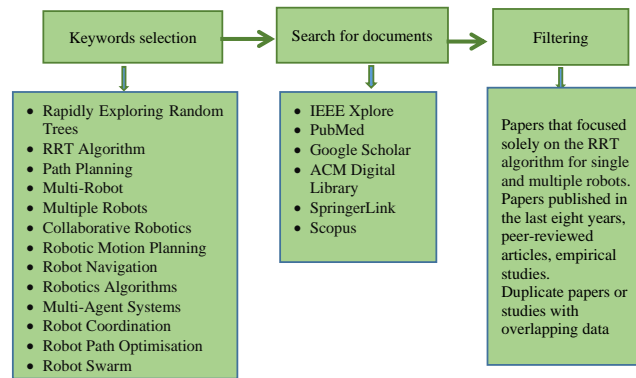 Keywords selection
Search for documents
Filtering
• Rapidly Exploring Random
Trees
• RRT Algorithm
• Path Planning
• Multi-Robot
• Multiple Robots
• Collaborative Robotics
• Robotic Motion Planning
• Robot Navigation
• Robotics Algorithms
• Multi-Agent Systems
• Robot Coordination
• Robot Path Optimisation
• Robot Swarm
• IEEE Xplore
• PubMed
• Google Scholar
• ACM Digital
Library
• SpringerLink
• Scopus
Papers that focused
solely on the RRT
algorithm for single
and multiple robots.
Papers published in
the last eight years,
peer-reviewed
articles, empirical
studies.
Duplicate papers or
studies with
overlapping data